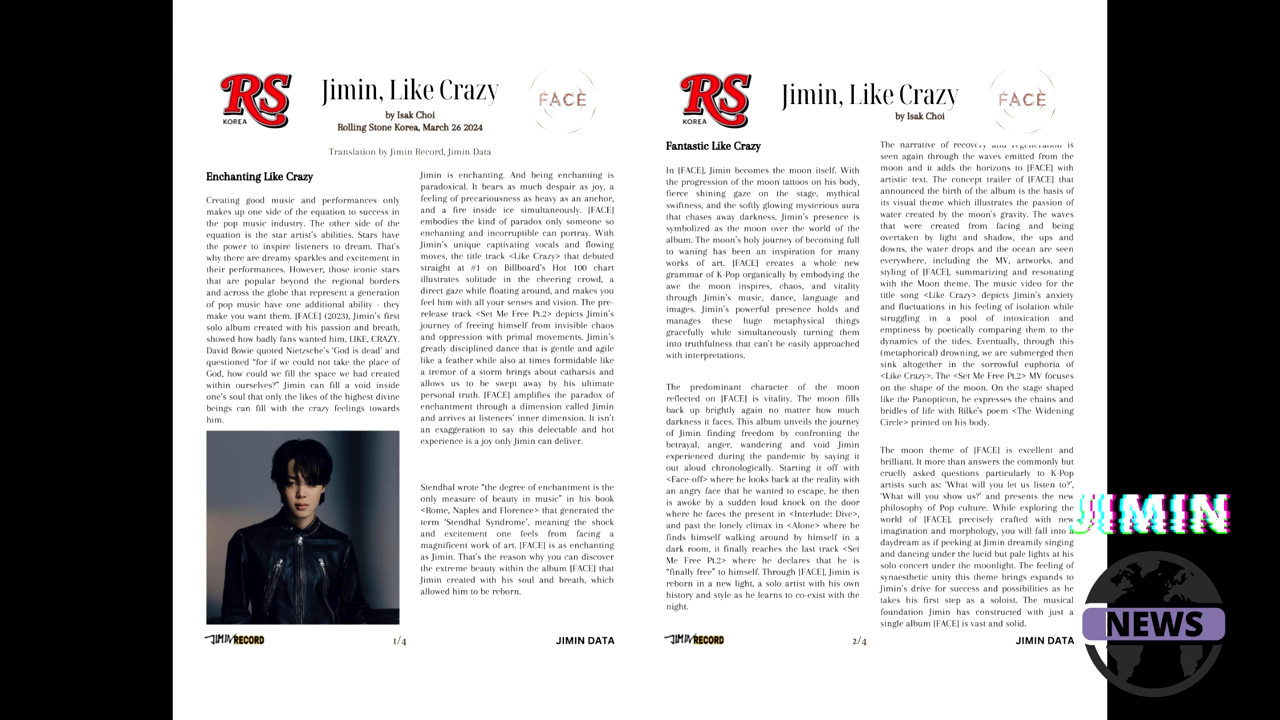 RS
KOREA
Jimin, Like Crazy
by Isak Choi
Rolling Stone Korea, March 26 2024
FACE
Translation by Jimin Record, Jimin Data
Enchanting Like Crazy
Creating good music and performances only
makes up one side of the equation to success in
the pop music industry. The other side of the
equation is the star artist's abilities. Stars have
the power to inspire listeners to dream. That's
why there are dreamy sparkles and excitement in
their performances. However, those iconic stars
that are popular beyond the regional borders
and across the globe that represent a generation
of pop music have one additional ability - they
make you want them. [FACE] (2023), Jimin's first
solo album created with his passion and breath,
showed how badly fans wanted him, LIKE, CRAZY.
David Bowie quoted Nietzsche's 'God is dead' and
questioned "for if we could not take the place of
God, how could we fill the space we had created
within ourselves?" Jimin can fill a void inside
one's soul that only the likes of the highest divine
beings can fill with the crazy feelings towards
him.
Jimin is enchanting. And being enchanting is
paradoxical. It bears as much despair as joy, a
feeling of precariousness as heavy as an anchor,
and a fire inside ice simultaneously. [FACE]
embodies the kind of paradox only someone so
enchanting and incorruptible can portray. With
Jimin's unique captivating vocals and flowing
moves, the title track <Like Crazy> that debuted
straight at #1 on Billboard's Hot 100 chart
illustrates solitude in the cheering crowd, a
direct gaze while floating around, and makes you
feel him with all your senses and vision. The pre-
release track <Set Me Free Pt.2> depicts Jimin's
journey of freeing himself from invisible chaos
and oppression with primal movements. Jimin's
greatly disciplined dance that is gentle and agile
like a feather while also at times formidable like
a tremor of a storm brings about catharsis and
allows us to be swept away by his ultimate
personal truth. [FACE] amplifies the paradox of
enchantment through a dimension called Jimin
and arrives at listeners' inner dimension. It isn't
an exaggeration to say this delectable and hot
experience is a joy only Jimin can deliver.
Stendhal wrote "the degree of enchantment is the
only measure of beauty in music" in his book
<Rome, Naples and Florence> that generated the
term 'Stendhal Syndrome', meaning the shock
and excitement one feels from facing a
magnificent work of art. [FACE] is as enchanting
as Jimin. That's the reason why you can discover
the extreme beauty within the album [FACE] that
Jimin created with his soul and breath, which
allowed him to be reborn.
JIMIN RECORD
1/4
JIMIN DATA
RS
KOREA
Jimin, Like Crazy
by Isak Choi
FACE
Fantastic Like Crazy
In [FACE], Jimin becomes the moon itself. With
the progression of the moon tattoos on his body,
fierce shining gaze on the stage, mythical
swiftness, and the softly glowing mysterious aura
that chases away darkness, Jimin's presence is
symbolized as the moon over the world of the
album. The moon's holy journey of becoming full
to waning has been an inspiration for many
works of art. [FACE] creates a whole new
grammar of K-Pop organically by embodying the
awe the moon inspires, chaos, and vitality
through Jimin's music, dance, language and
images. Jimin's powerful presence holds and
manages these huge metaphysical things
gracefully while simultaneously turning them
into truthfulness that can't be easily approached
with interpretations.
The predominant character of the moon
reflected on [FACE] is vitality. The moon fills
back up brightly again no matter how much
darkness it faces. This album unveils the journey
of Jimin finding freedom by confronting the
betrayal, anger, wandering and void Jimin
experienced during the pandemic by saying it
out aloud chronologically. Starting it off with
<Face-off> where he looks back at the reality with
an angry face that he wanted to escape, he then
is awoke by a sudden loud knock on the door
where he faces the present in <Interlude: Dive>,
and past the lonely climax in <Alone> where he
finds himself walking around by himself in a
dark room, it finally reaches the last track <Set
Me Free Pt.2> where he declares that he is
"finally free" to himself. Through [FACE], Jimin is
reborn in a new light, a solo artist with his own
history and style as he learns to co-exist with the
night.
The narrative of recovery and regeneration is
seen again through the waves emitted from the
moon and it adds the horizons to [FACE] with
artistic text. The concept trailer of [FACE] that
announced the birth of the album is the basis of
its visual theme which illustrates the passion of
water created by the moon's gravity. The waves
that were created from facing and being
overtaken by light and shadow, the ups and
downs, the water drops and the ocean are seen
everywhere, including the MV, artworks, and
styling of [FACE], summarizing and resonating
with the Moon theme. The music video for the
title song <Like Crazy> depicts Jimin's anxiety
and fluctuations in his feeling of isolation while
struggling in a pool of intoxication and
emptiness by poetically comparing them to the
dynamics of the tides. Eventually, through this
(metaphorical) drowning, we are submerged then
sink altogether in the sorrowful euphoria of
<Like Crazy>. The <Set Me Free Pt.2> MV focuses
on the shape of the moon. On the stage shaped
like the Panopticon, he expresses the chains and
bridles of life with Rilke's poem <The Widening
Circle> printed on his body.
The moon theme of [FACE] is excellent and
brilliant. It more than answers the commonly but
cruelly asked questions particularly to K-Pop
artists such as: 'What will you let us listen to?',
'What will you show us?' and presents the new
philosophy of Pop culture. While exploring the
world of [FACE], precisely crafted with new
imagination and morphology, you will fall into a
daydream as if peeking at Jimin dreamily singing
and dancing under the lucid but pale lights at his
solo concert under the moonlight. The feeling of
synaesthetic unity this theme brings expands to
Jimin's drive for success and possibilities as he
takes his first step as a soloist. The musical
foundation Jimin has constructed with just a
single album [FACE] is vast and solid.
JIMIN RECORD
2/4
JIMIN DATA
JIMIN
NEWS